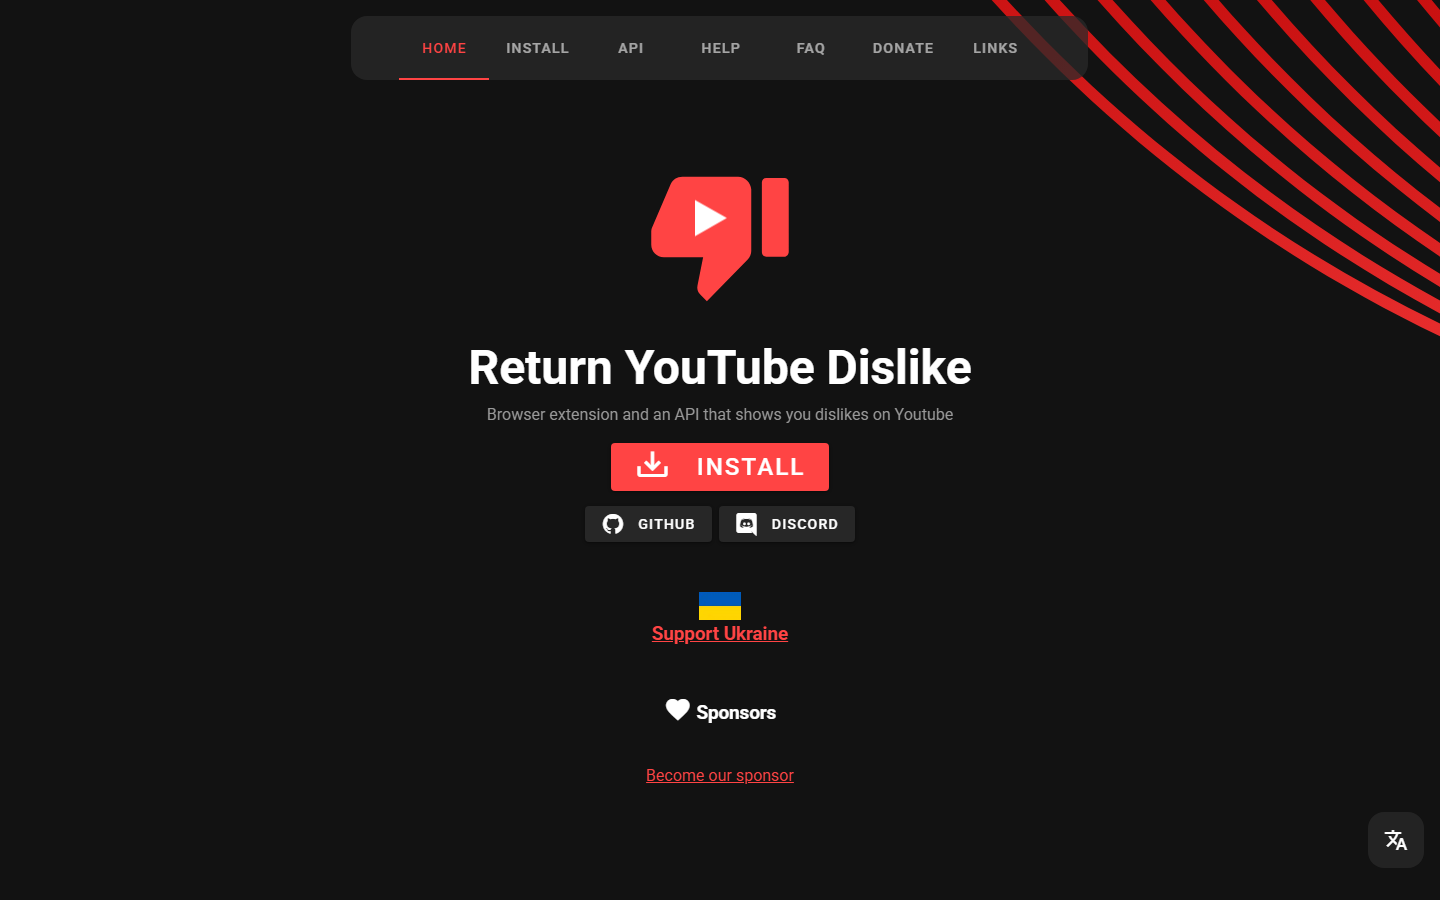 HOME INSTALL API HELP FAQ DONATE LINKS
Return YouTube Dislike
Browser extension and an API that shows you dislikes on Youtube
INSTALL
GITHUB DISCORD
Support Ukraine
Sponsors
Become our sponsor